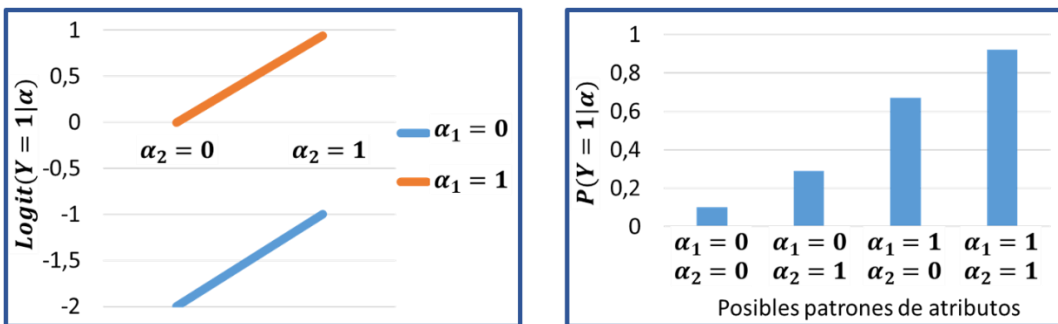 Logit(Y = 1|α)
1
0,5
0
-0,5
-1
-1,5
-2
α₂ = 0
α₂ = 1
α₁ = 0
α₁ = 1
P(Y = 1|α)
1
0,8
0,6
0,4
0,2
0
α₁ = 0 α₁ = 0 α₁ = 1 α₁ = 1
α₂ = 0 α₂ = 1 α₂ = 0 α₂ = 1
Posibles patrones de atributos